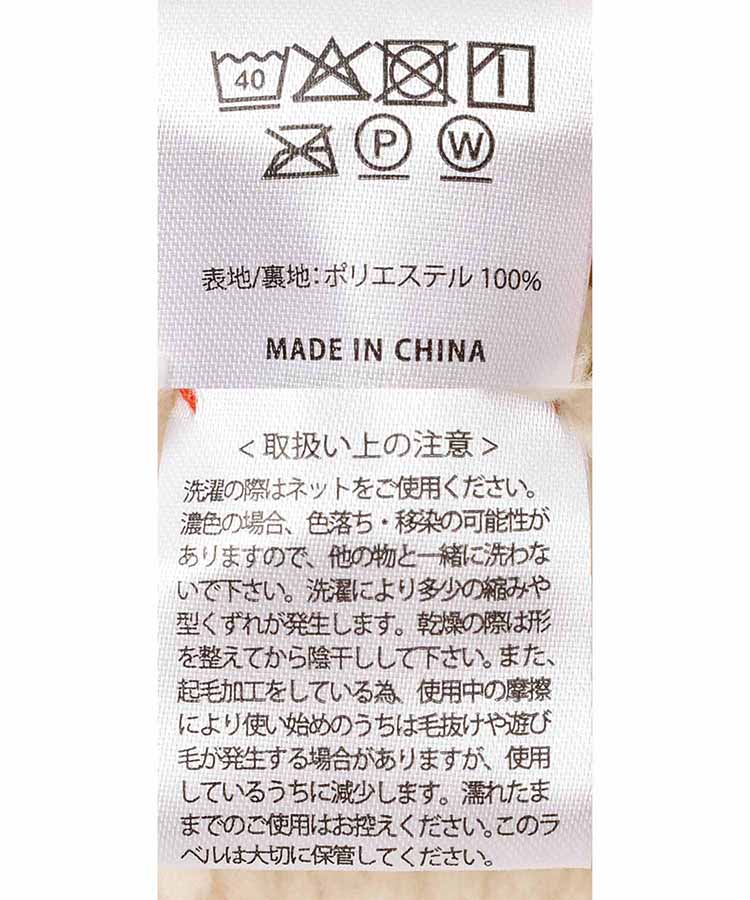 40
P W
表地/裏地：ポリエステル 100%
MADE IN CHINA
< 取扱い上の注意 >
洗濯の際はネットをご使用ください。
濃色の場合、色落ち・移染の可能性が
ありますので、他の物と一緒に洗わな
いで下さい。洗濯により多少の縮みや
型くずれが発生します。乾燥の際は形
を整えてから陰干しして下さい。また、
起毛加工をしている為、使用中の摩擦
により使い始めのうちは毛抜けや遊び
毛が発生する場合がありますが、使用
しているうちに減少します。濡れたま
までのご使用はお控えください。このラ
ベルは大切に保管してください。